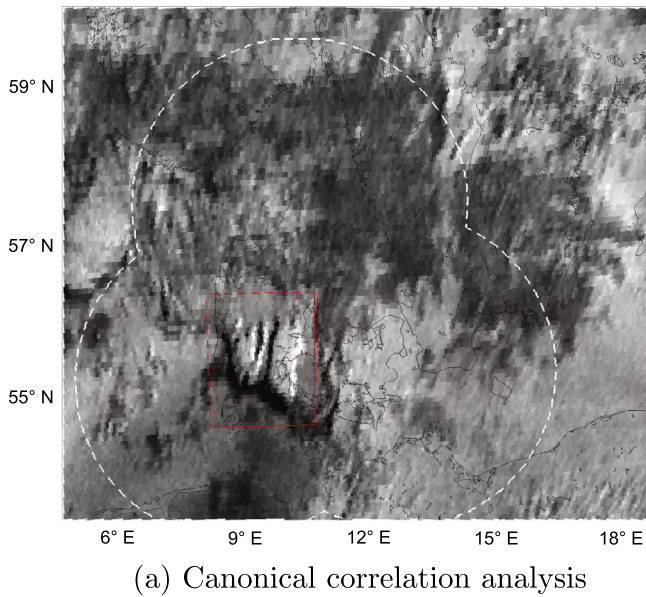 59° N
57° N
55° N
6° E
9° E
12° E
15° E
18° E
(a) Canonical correlation analysis